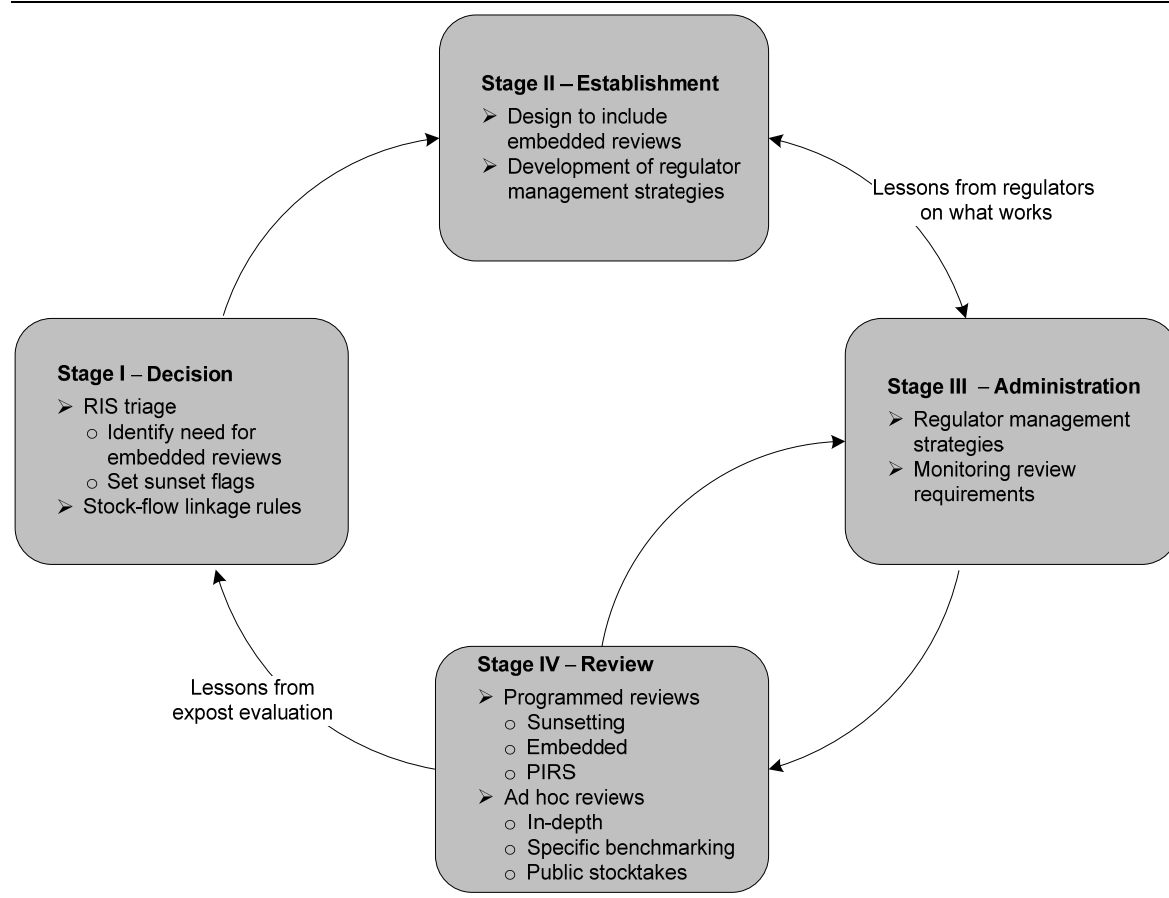 Stage II – Establishment
➢ Design to include
embedded reviews
➢ Development of regulator
management strategies
Lessons from regulators
on what works
Stage I – Decision
➢ RIS triage
○ Identify need for
embedded reviews
○ Set sunset flags
➢ Stock-flow linkage rules
Stage III – Administration
➢ Regulator management
strategies
➢ Monitoring review
requirements
Stage IV – Review
➢ Programmed reviews
○ Sunsetting
○ Embedded
○ PIRS
➢ Ad hoc reviews
○ In-depth
○ Specific benchmarking
○ Public stocktakes
Lessons from
expost evaluation